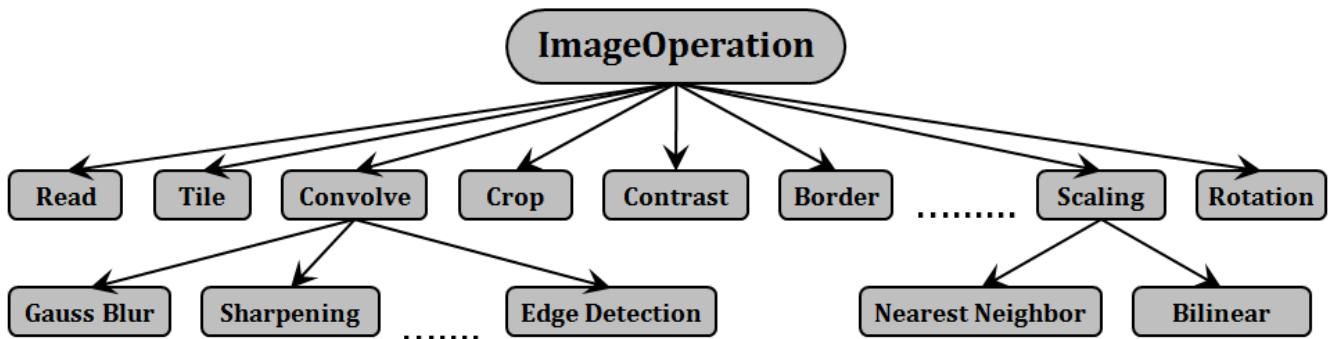 ImageOperation
Read
Tile
Convolve
Crop
Contrast
Border
.........
Scaling
Rotation
Gauss Blur
Sharpening
.......
Edge Detection
Nearest Neighbor
Bilinear